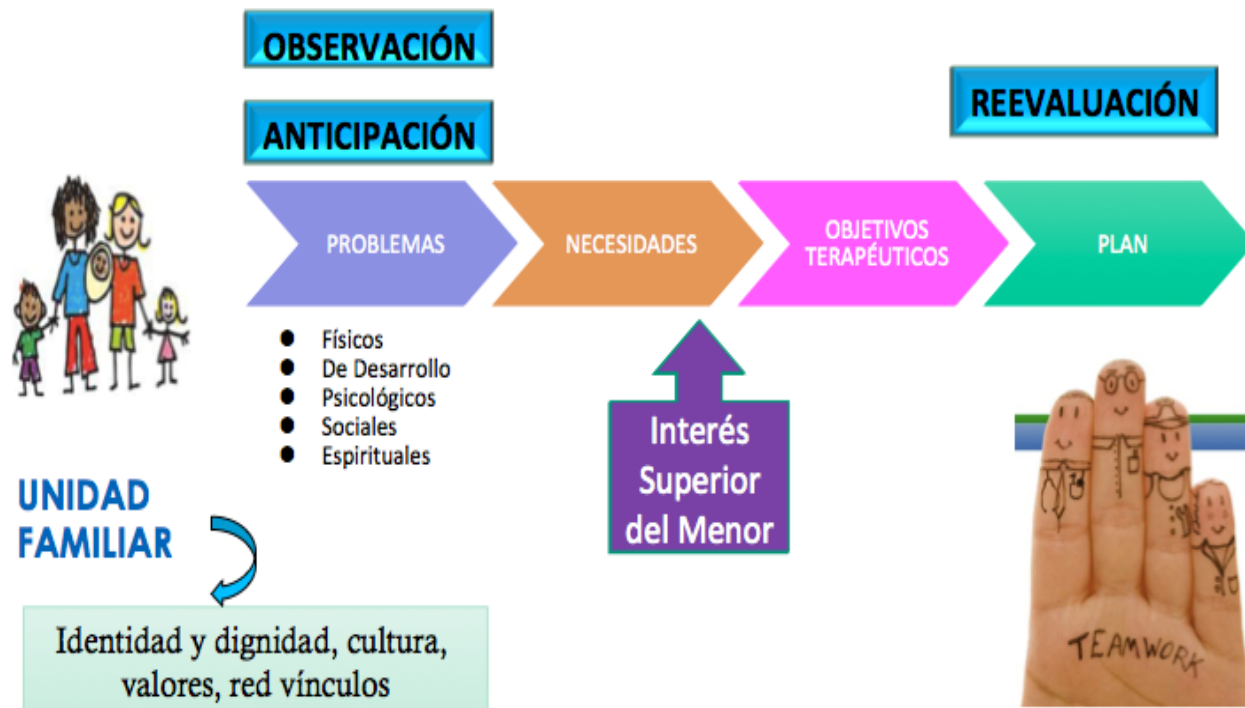 OBSERVACIÓN
ANTICIPACIÓN
REEVALUACIÓN
PROBLEMAS
NECESIDADES
OBJETIVOS
TERAPÉUTICOS
PLAN
● Físicos
● De Desarrollo
● Psicológicos
● Sociales
● Espirituales
Interés
Superior
del Menor
UNIDAD
FAMILIAR
Identidad y dignidad, cultura,
valores, red vínculos
TEAMWORK